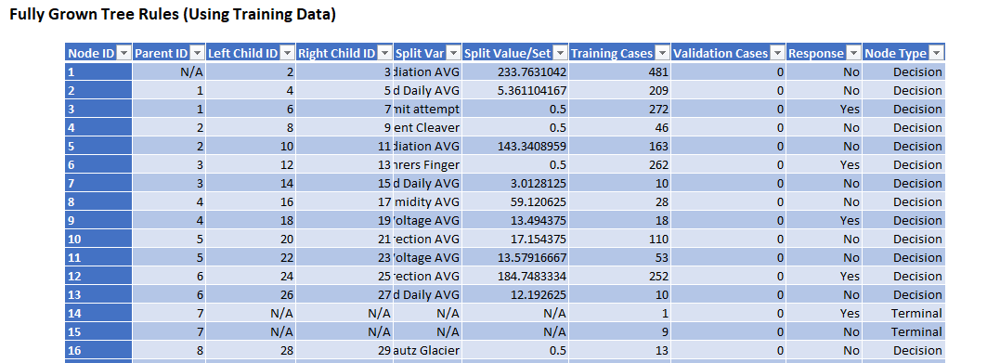 Fully Grown Tree Rules (Using Training Data)
Node ID Parent ID Left Child ID Right Child ID Split Var Split Value/Set Training Cases Validation Cases Response Node Type
1 N/A 2 3 diation AVG 233.7631042 481 0 No Decision
2 1 4 5 d Daily AVG 5.361104167 209 0 No Decision
3 1 6 7 mit attempt 0.5 272 0 Yes Decision
4 2 8 9 ent Cleaver 0.5 46 0 No Decision
5 2 10 11 diation AVG 143.3408959 163 0 No Decision
6 3 12 13 hrers Finger 0.5 262 0 Yes Decision
7 3 14 15 d Daily AVG 3.0128125 10 0 No Decision
8 4 16 17 midity AVG 59.120625 28 0 No Decision
9 4 18 19 oltage AVG 13.494375 18 0 Yes Decision
10 5 20 21 rection AVG 17.154375 110 0 No Decision
11 5 22 23 oltage AVG 13.57916667 53 0 No Decision
12 6 24 25 rection AVG 184.7483334 252 0 Yes Decision
13 6 26 27 d Daily AVG 12.192625 10 0 No Decision
14 7 N/A N/A N/A N/A 1 0 Yes Terminal
15 7 N/A N/A N/A N/A 9 0 No Terminal
16 8 28 29 autz Glacier 0.5 13 0 No Decision